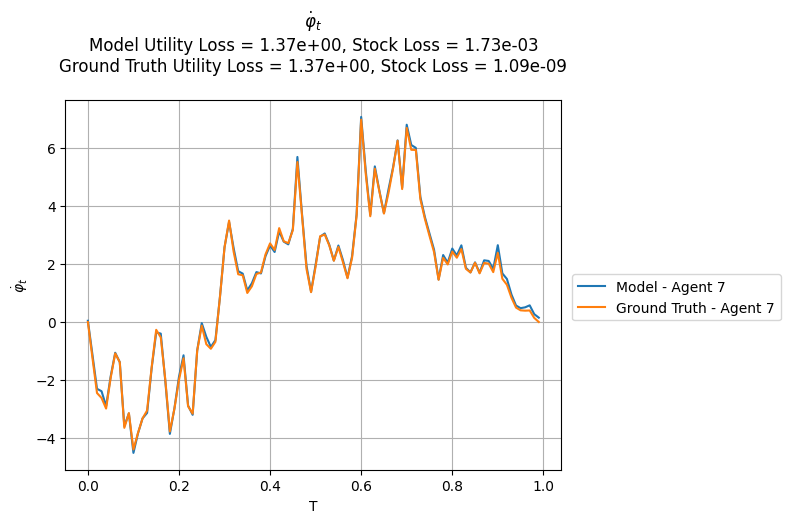 φ̇ₜ
Model Utility Loss = 1.37e+00, Stock Loss = 1.73e-03
Ground Truth Utility Loss = 1.37e+00, Stock Loss = 1.09e-09
φ̇ₜ
6
4
2
0
−2
−4
0.0
0.2
0.4
0.6
0.8
1.0
T
Model - Agent 7
Ground Truth - Agent 7